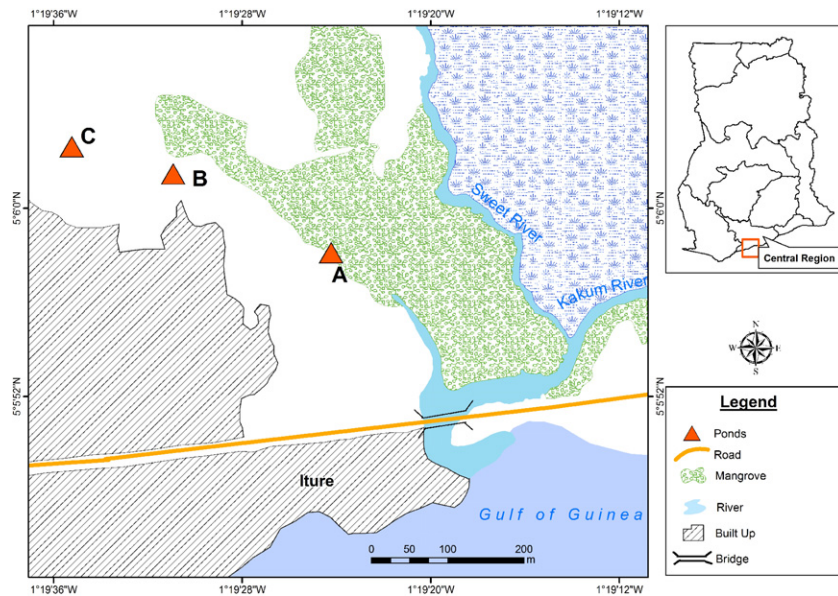 1°19'36"W 1°19'28"W 1°19'20"W 1°19'12"W
C
B
A
5°6'0"N
5°6'0"N
5°5'52"N
5°5'52"N
Sweet River
Kakum River
Iture
Gulf of Guinea
0 25 50 100 200
m
1°19'36"W 1°19'28"W 1°19'20"W 1°19'12"W
Central Region
N
W E
S
Legend
Ponds
Road
Mangrove
River
Built Up
Bridge